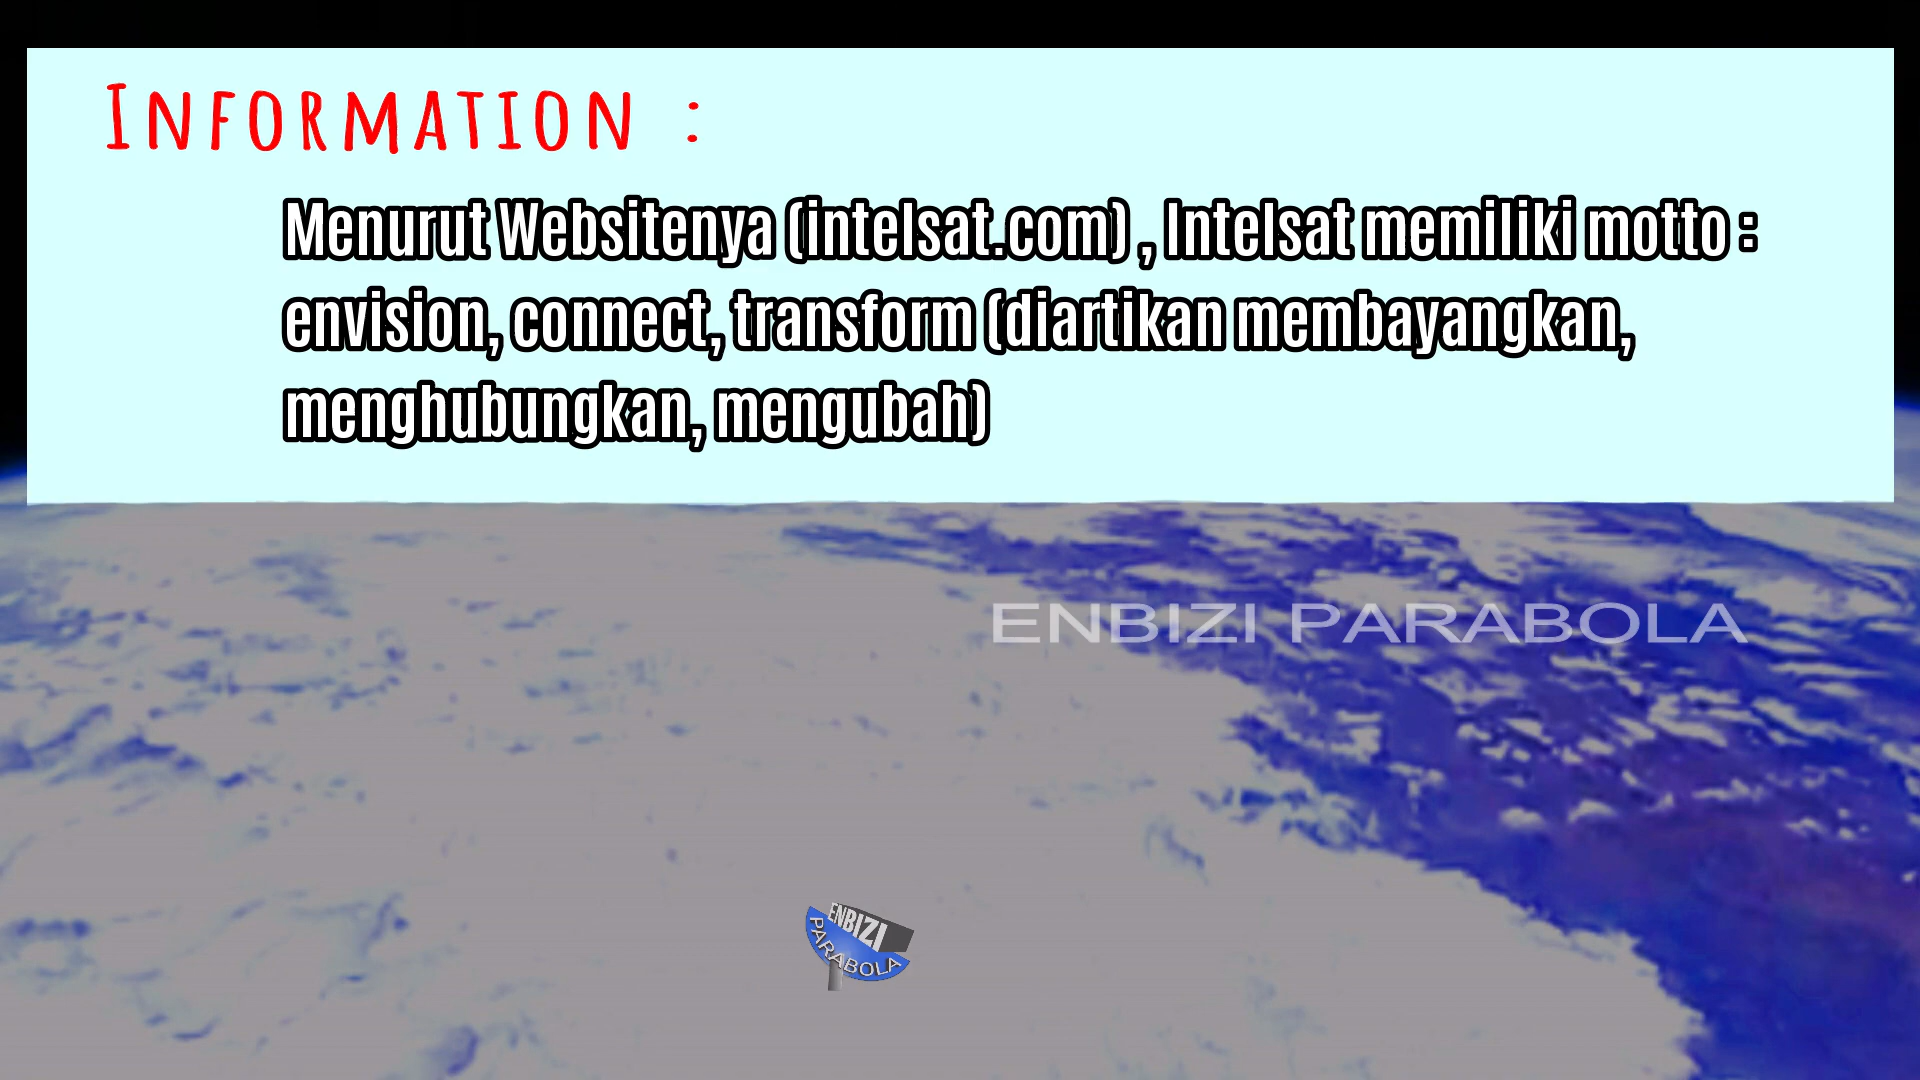 INFORMATION :
Menurut Websitenya (intelsat.com) , Intelsat memiliki motto :
envision, connect, transform (diartikan membayangkan,
menghubungkan, mengubah)
ENBIZI PARABOLA
ENBIZI
PARABOLA